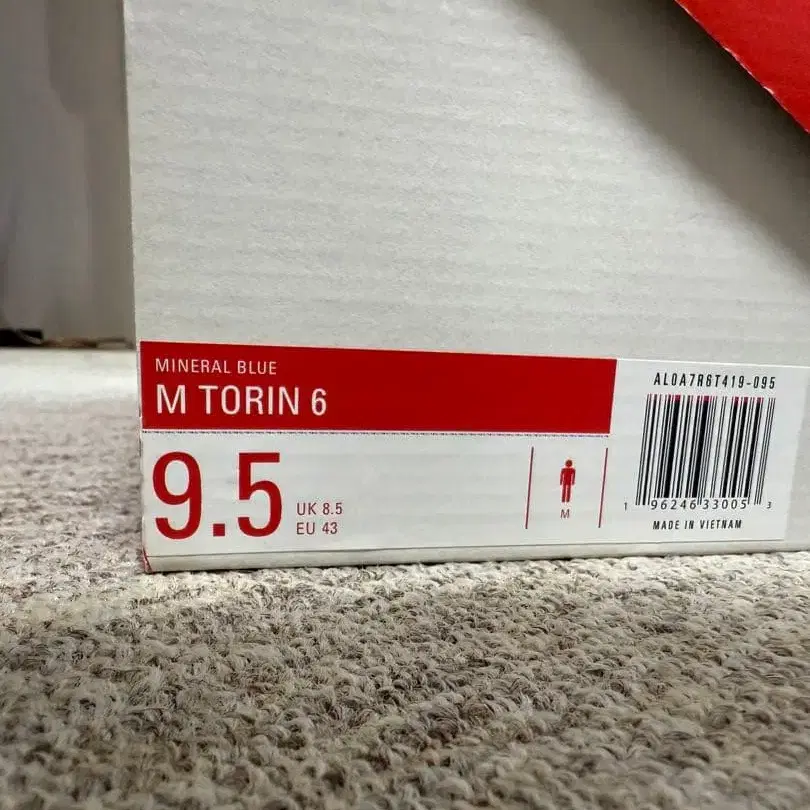 MINERAL BLUE
M TORIN 6
9.5
UK 8.5
EU 43
M
AL0A7R6T419-095
1 96246 33005 3
MADE IN VIETNAM